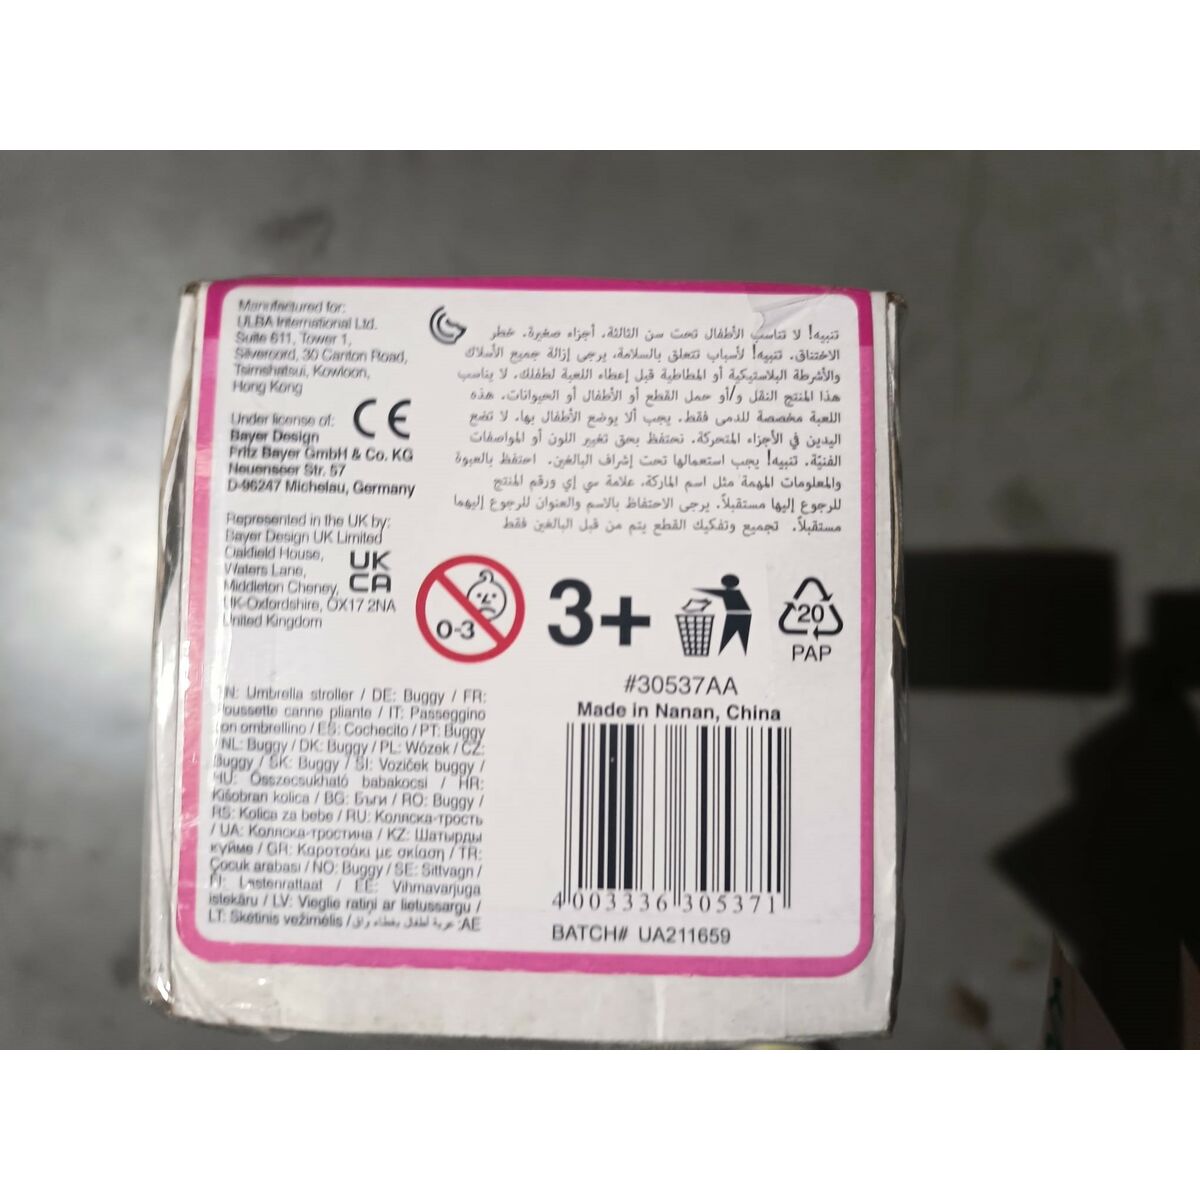 Manufactured for:
ULBA International Ltd.
Suite 611, Tower 1,
Silvercord, 30 Canton Road,
Tsimshatsui, Kowloon,
Hong Kong
CE
Under license of:
Bayer Design
Fritz Bayer GmbH & Co. KG
Neuenseer Str. 57
D-96247 Michelau, Germany
Represented in the UK by:
Bayer Design UK Limited
Oakfield House,
Waters Lane,
Middleton Cheney,
UK-Oxfordshire, OX17 2NA
United Kingdom
UK
CA
تنبيه! لا تناسب الأطفال تحت سن الثالثة. أجزاء صغيرة. خطر
الاختناق. تنبيه! لأسباب تتعلق بالسلامة، يرجى إزالة جميع الأسلاك
والأشرطة البلاستيكية أو المطاطية قبل إعطاء اللعبة لطفلك. لا يناسب
هذا المنتج النقل و/أو حمل القطع أو الأطفال أو الحيوانات. هذه
اللعبة مخصصة للدمى فقط. يجب ألا يوضع الأطفال بها. لا تضع
اليدين في الأجزاء المتحركة. نحتفظ بحق تغيير اللون أو المواصفات
الفنيّة. تنبيه! يجب استعمالها تحت إشراف البالغين. احتفظ بالعبوة
والمعلومات المهمة مثل اسم الماركة، علامة سي إي ورقم المنتج
للرجوع إليها مستقبلاً. يرجى الاحتفاظ بالاسم والعنوان للرجوع إليهما
مستقبلاً. تجميع وتفكيك القطع يتم من قبل البالغين فقط
0-3
3+
20
PAP
#30537AA
Made in Nanan, China
4 003336 305371
BATCH# UA211659
EN: Umbrella stroller / DE: Buggy / FR:
Poussette canne pliante / IT: Passeggino
con ombrellino / ES: Cochecito / PT: Buggy
/ NL: Buggy / DK: Buggy / PL: Wózek / CZ:
Buggy / SK: Buggy / SI: Voziček buggy /
HU: Összecsukható babakocsi / HR:
Kišobran kolica / BG: Бъги / RO: Buggy /
RS: Kolica za bebe / RU: Коляска-трость
/ UA: Коляска-тростина / KZ: Шатырды
күйме / GR: Καροτσάκι με σκίαση / TR:
Çocuk arabası / NO: Buggy / SE: Sittvagn /
FI: Lastenrattaat / EE: Vihmavarjuga
istekäru / LV: Vieglie ratiņi ar lietussargu /
LT: Skėtinis vežimėlis / AE: عربة أطفال بغطاء واق